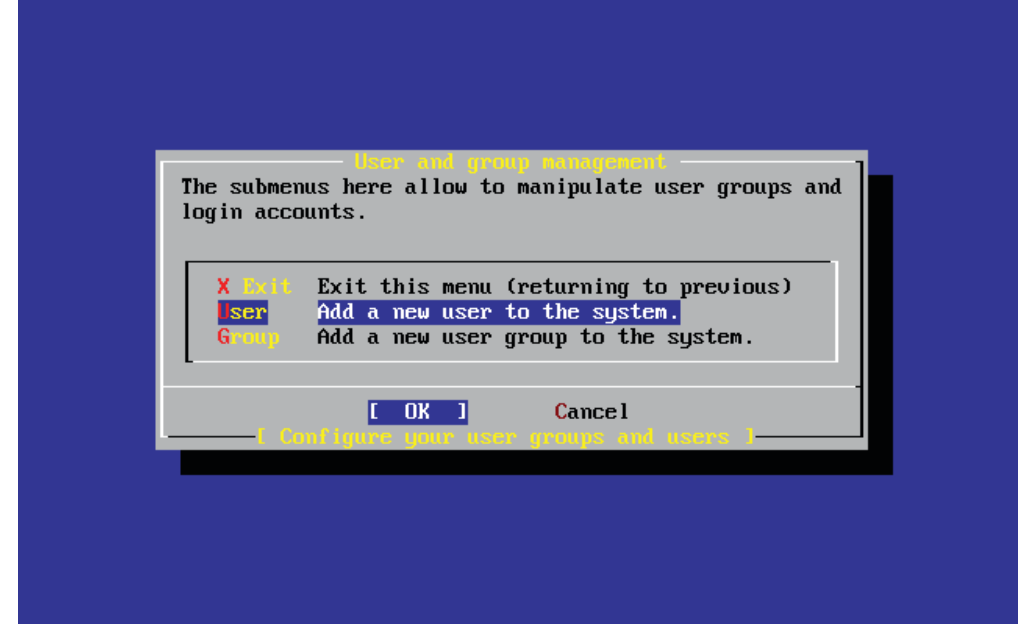 User and group management
The submenus here allow to manipulate user groups and
login accounts.
X Exit Exit this menu (returning to previous)
User Add a new user to the system.
Group Add a new user group to the system.
[ OK ] Cancel
[ Configure your user groups and users ]